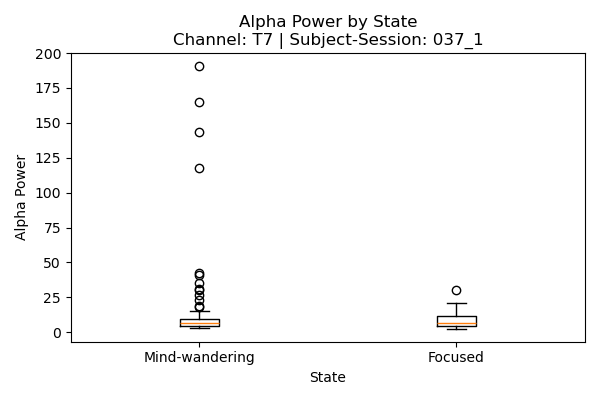 Alpha Power by State
Channel: T7 | Subject-Session: 037_1
Alpha Power
200
175
150
125
100
75
50
25
0
Mind-wandering
Focused
State